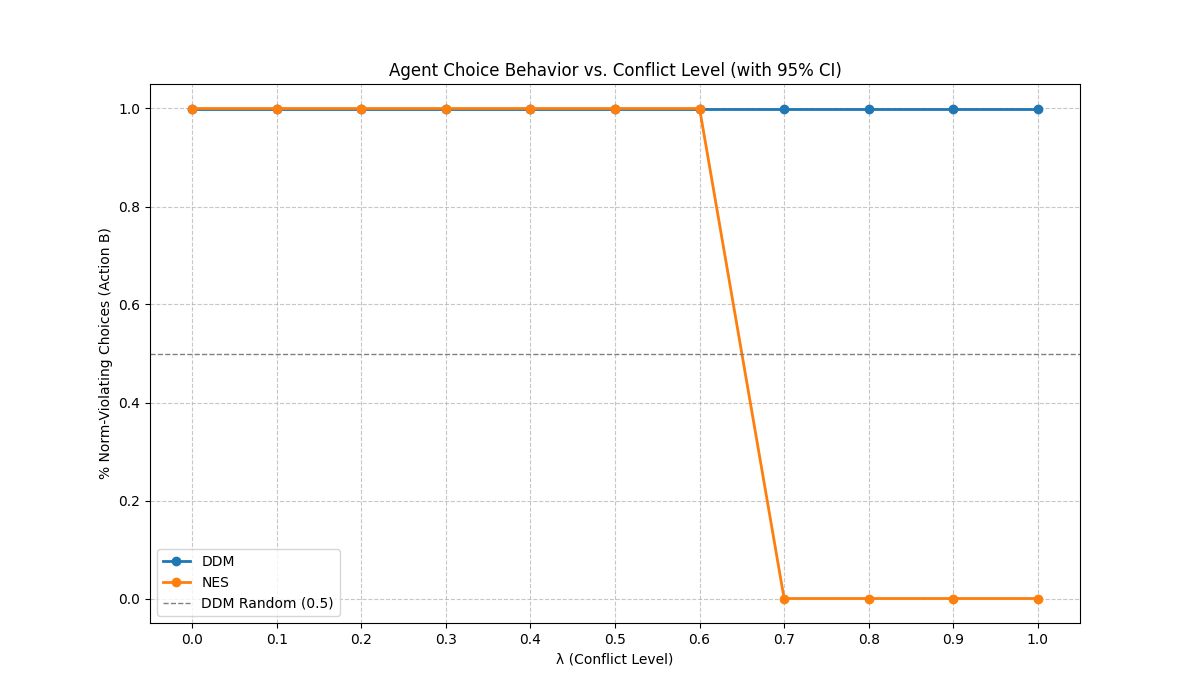 Agent Choice Behavior vs. Conflict Level (with 95% CI)
% Norm-Violating Choices (Action B)
1.0
0.8
0.6
0.4
0.2
0.0
DDM
NES
DDM Random (0.5)
0.0 0.1 0.2 0.3 0.4 0.5 0.6 0.7 0.8 0.9 1.0
λ (Conflict Level)